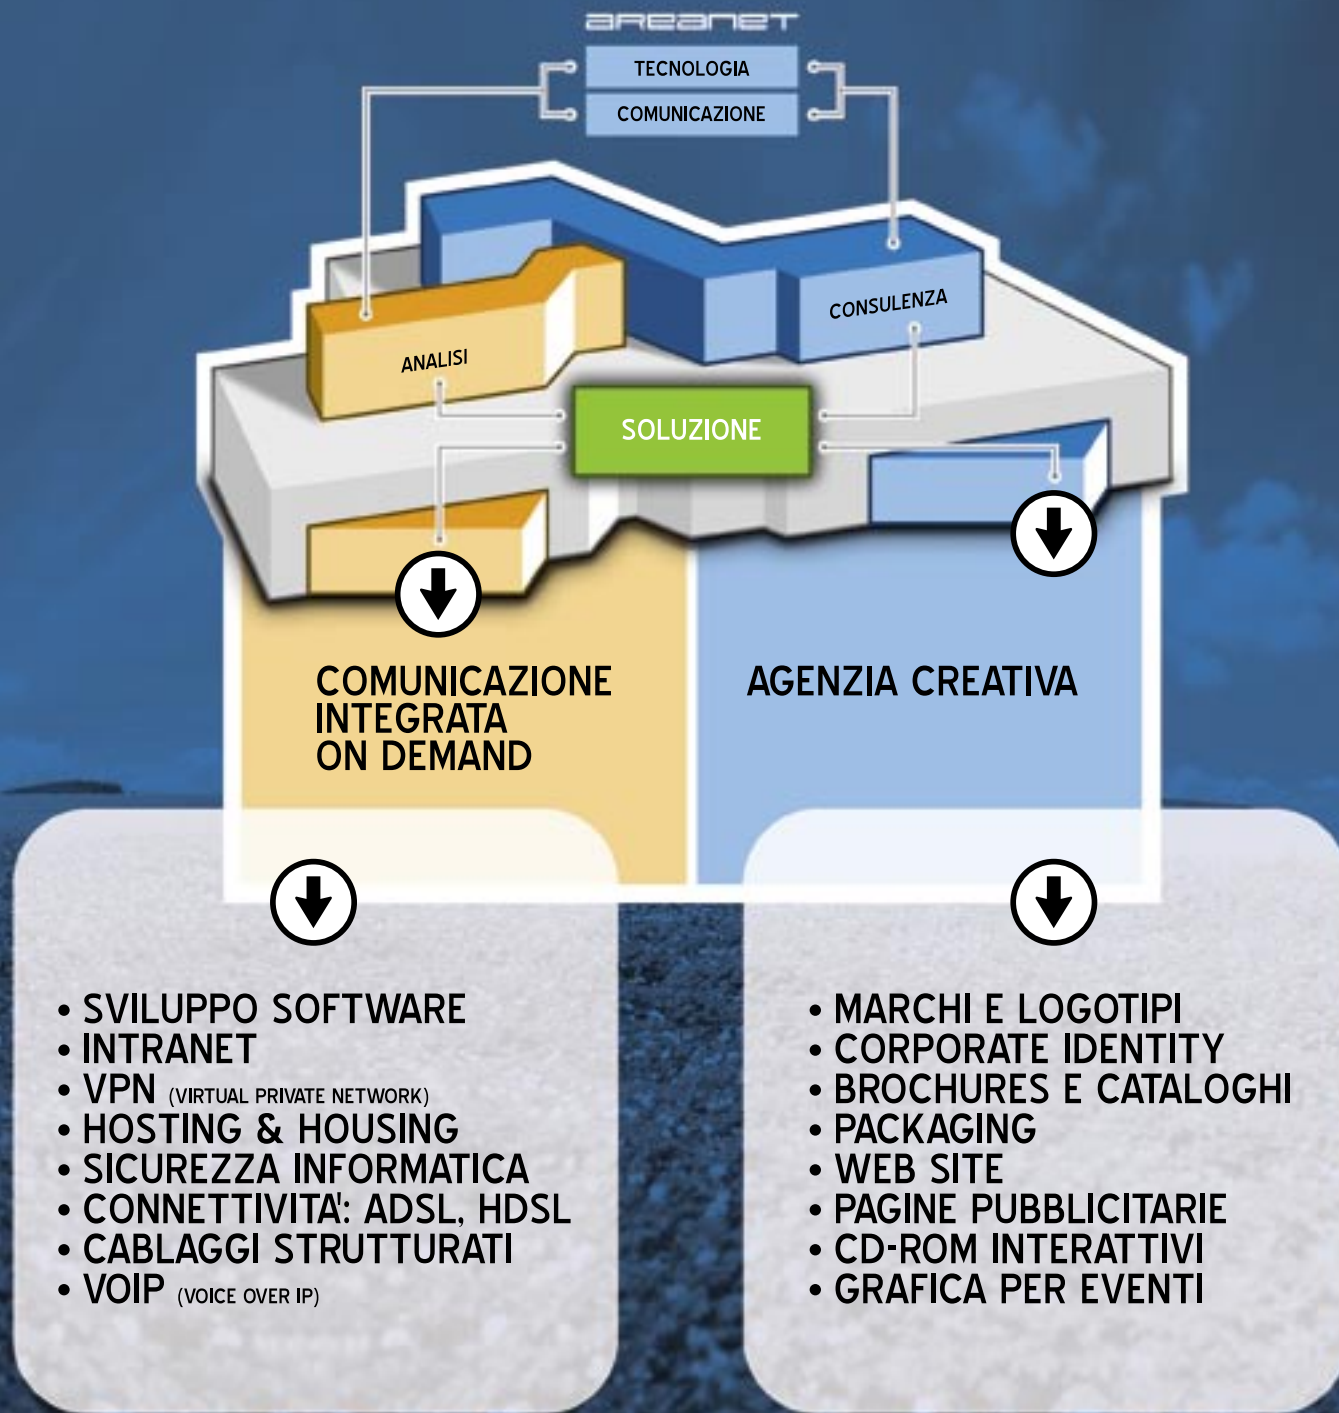 AREANET
TECNOLOGIA
COMUNICAZIONE
CONSULENZA
ANALISI
SOLUZIONE
COMUNICAZIONE
INTEGRATA
ON DEMAND
AGENZIA CREATIVA
• SVILUPPO SOFTWARE
• INTRANET
• VPN (VIRTUAL PRIVATE NETWORK)
• HOSTING & HOUSING
• SICUREZZA INFORMATICA
• CONNETTIVITA': ADSL, HDSL
• CABLAGGI STRUTTURATI
• VOIP (VOICE OVER IP)
• MARCHI E LOGOTIPI
• CORPORATE IDENTITY
• BROCHURES E CATALOGHI
• PACKAGING
• WEB SITE
• PAGINE PUBBLICITARIE
• CD-ROM INTERATTIVI
• GRAFICA PER EVENTI